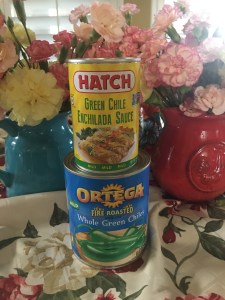 HATCH
GREEN CHILE
ENCHILADA SAUCE
ORTEGA
FIRE ROASTED
Whole Green Chiles